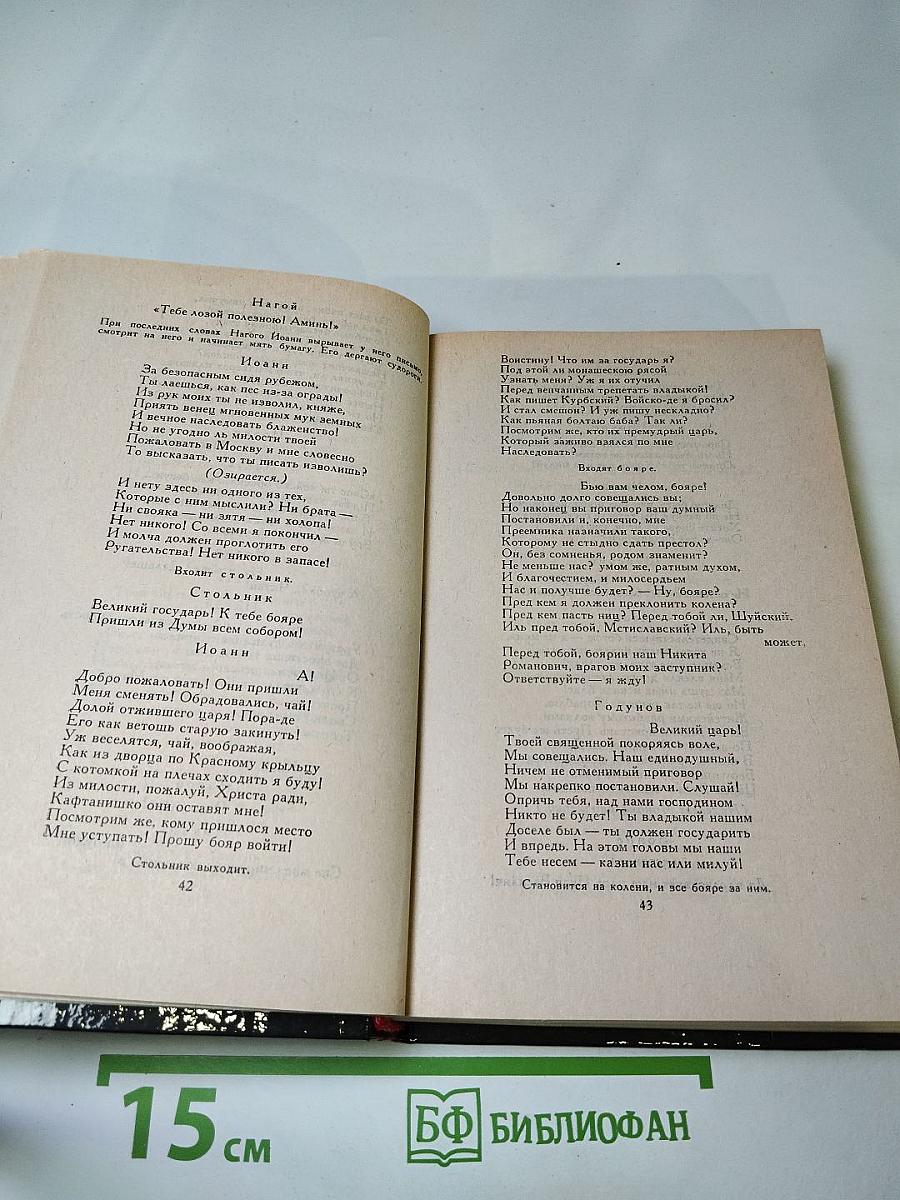 Нагой
«Тебе лозой полезною! Аминь!»
При последних словах Нагого Иоанн вырывает у него письмо,
смотрит на него и начинает мять бумагу. Его дергают судороги.
Иоанн
За безопасным сидя рубежом,
Ты лаешься, как пес из-за ограды!
Из рук моих ты не изволил, княже,
Приять венец мгновенных мук земных
И вечное наследовать блаженство!
Но не угодно ль милости твоей
Пожаловать в Москву и мне словесно
То высказать, что ты писать изволишь?
(Озирается.)
И нету здесь ни одного из тех,
Которые с ним мыслили? Ни брата —
Ни свояка — ни зятя — ни холопа!
Нет никого! Со всеми я покончил —
И молча должен проглотить его
Ругательства! Нет никого в запасе!
Входит стольник.
Стольник
Великий государь! К тебе бояре
Пришли из Думы всем собором!
Иоанн
А!
Добро пожаловать! Они пришли
Меня сменять! Обрадовались, чай!
Долой отжившего царя! Пора-де
Его как ветошь старую закинуть!
Уж веселятся, чай, воображая,
Как из дворца по Красному крыльцу
С котомкой на плечах сходить я буду!
Из милости, пожалуй, Христа ради,
Кафтанишко они оставят мне!
Посмотрим же, кому пришлося место
Мне уступать! Прошу бояр войти!
Стольник выходит.
42
Воистину! Что им за государь я?
Под этой ли монашескою рясой
Узнать меня? Уж я их отучил
Перед венчанным трепетать владыкой!
Как пишет Курбский? Войско-де я бросил?
И стал смешон? И уж пишу нескладно?
Как пьяная болтаю баба? Так ли?
Посмотрим же, кто их премудрый царь,
Который заживо взялся по мне
Наследовать?
Входят бояре.
Бью вам челом, бояре!
Довольно долго совещались вы;
Но наконец вы приговор ваш думный
Постановили и, конечно, мне
Преемника назначили такого,
Которому не стыдно сдать престол?
Он, без сомненья, родом знаменит?
Не меньше нас? умом же, ратным духом,
И благочестием, и милосердьем
Нас и получше будет? — Ну, бояре?
Пред кем я должен преклонить колена?
Пред кем пасть ниц? Перед тобой ли, Шуйский,
Иль пред тобой, Мстиславский? Иль, быть
может,
Перед тобой, боярин наш Никита
Романович, врагов моих заступник?
Ответствуйте — я жду!
Годунов
Великий царь!
Твоей священной покоряясь воле,
Мы совещались. Наш единодушный,
Ничем не отменимый приговор
Мы накрепко постановили. Слушай!
Опричь тебя, над нами господином
Никто не будет! Ты владыкой нашим
Доселе был — ты должен государить
И впредь. На этом головы мы наши
Тебе несем — казни нас или милуй!
Становится на колени, и все бояре за ним.
43
15 см
БФ БИБЛИОФАН